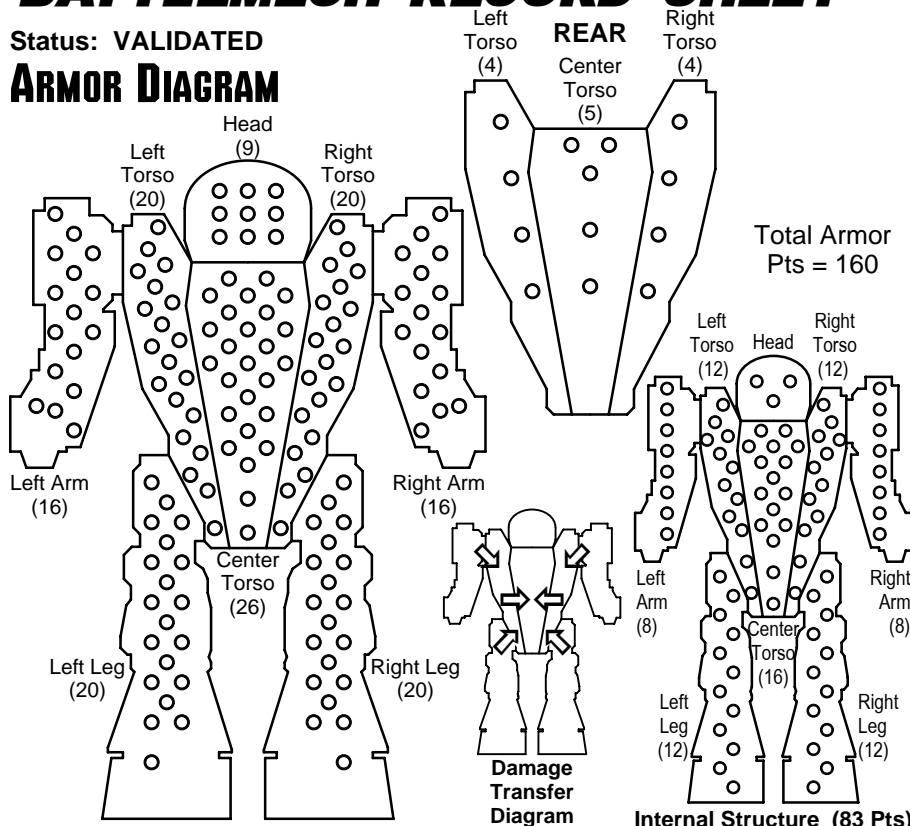 BATTLEMECH RECORD SHEET
Status: VALIDATED
ARMOR DIAGRAM
Left
Torso
(4)
REAR
Center
Torso
(5)
Right
Torso
(4)
Head
(9)
Left
Torso
(20)
Right
Torso
(20)
Total Armor
Pts = 160
Left Arm
(16)
Right Arm
(16)
Center
Torso
(26)
Left Leg
(20)
Right Leg
(20)
Damage
Transfer
Diagram
Left
Torso
(12)
Head
Right
Torso
(12)
Left
Arm
(8)
Right
Arm
(8)
Center
Torso
(16)
Left
Leg
(12)
Right
Leg
(12)
Internal Structure (83 Pts)